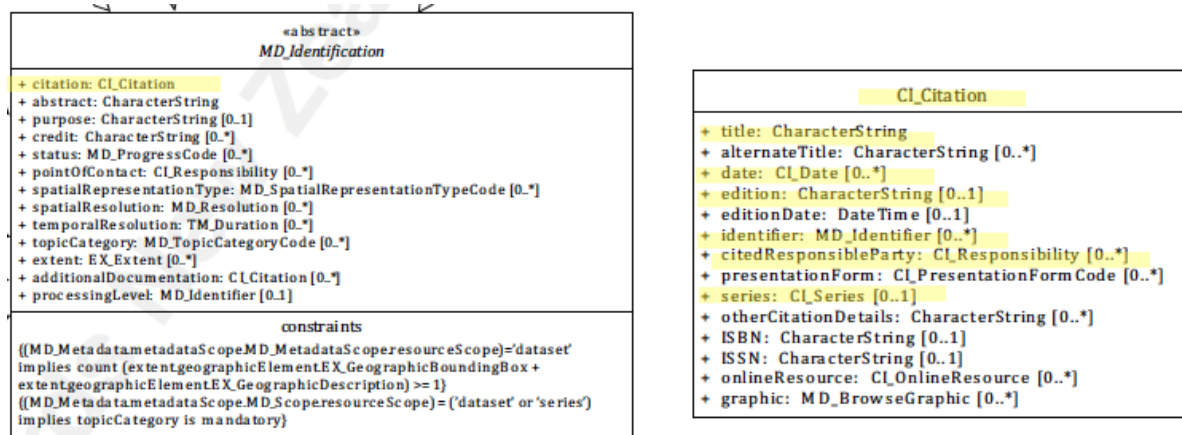 «abstract»
MD_Identification
+ citation: CI_Citation
+ abstract: CharacterString
+ purpose: CharacterString [0..1]
+ credit: CharacterString [0..*]
+ status: MD_ProgressCode [0..*]
+ pointOfContact: CI_Responsibility [0..*]
+ spatialRepresentationType: MD_SpatialRepresentationTypeCode [0..*]
+ spatialResolution: MD_Resolution [0..*]
+ temporalResolution: TM_Duration [0..*]
+ topicCategory: MD_TopicCategoryCode [0..*]
+ extent: EX_Extent [0..*]
+ additionalDocumentation: CI_Citation [0..*]
+ processingLevel: MD_Identifier [0..1]
constraints
{(MD_Metadata.metadataScope.MD_MetadataScope.resourceScope)='dataset'
implies count (extent.geographicElement.EX_GeographicBoundingBox +
extent.geographicElement.EX_GeographicDescription) >= 1}
{(MD_Metadata.metadataScope.MD_Scope.resourceScope) = ('dataset' or 'series')
implies topicCategory is mandatory}
CI_Citation
+ title: CharacterString
+ alternateTitle: CharacterString [0..*]
+ date: CI_Date [0..*]
+ edition: CharacterString [0..1]
+ editionDate: DateTime [0..1]
+ identifier: MD_Identifier [0..*]
+ citedResponsibleParty: CI_Responsibility [0..*]
+ presentationForm: CI_PresentationFormCode [0..*]
+ series: CI_Series [0..1]
+ otherCitationDetails: CharacterString [0..*]
+ ISBN: CharacterString [0..1]
+ ISSN: CharacterString [0..1]
+ onlineResource: CI_OnlineResource [0..*]
+ graphic: MD_BrowseGraphic [0..*]